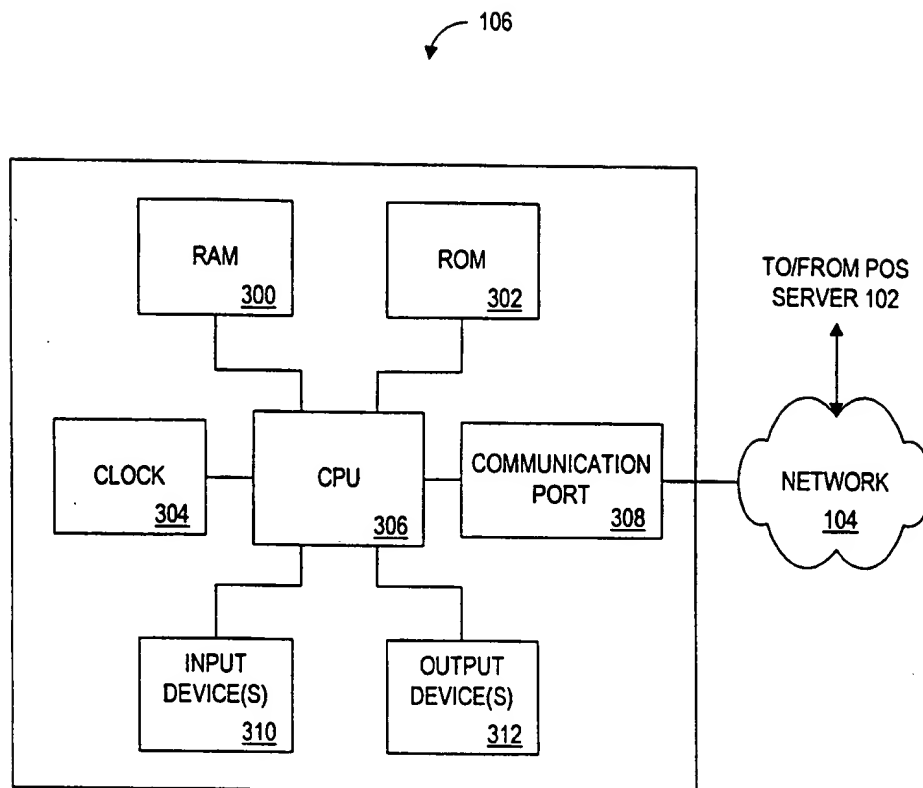 106
RAM
300
ROM
302
TO/FROM POS
SERVER 102
CLOCK
304
CPU
306
COMMUNICATION
PORT
308
NETWORK
104
INPUT
DEVICE(S)
310
OUTPUT
DEVICE(S)
312